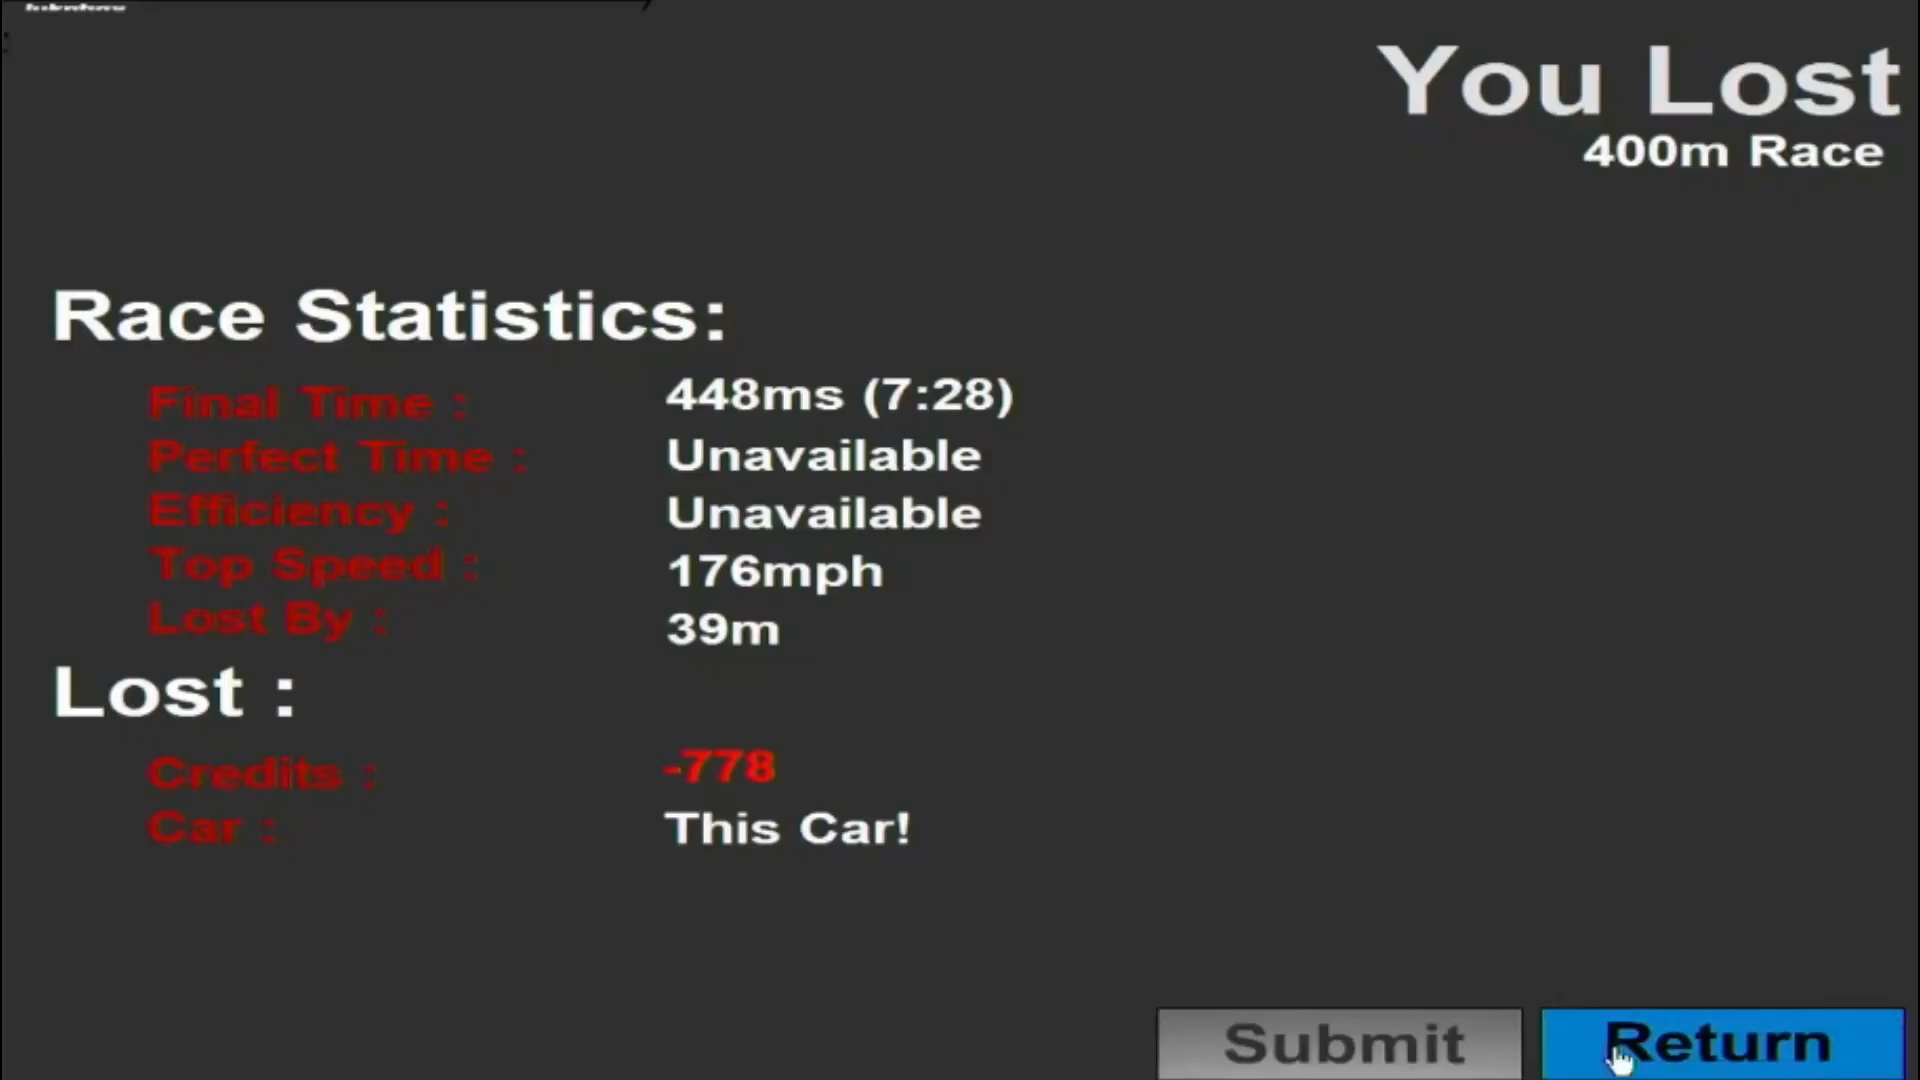 You Lost
400m Race
Race Statistics:
Final Time : 448ms (7:28)
Perfect Time : Unavailable
Efficiency : Unavailable
Top Speed : 176mph
Lost By : 39m
Lost :
Credits : -778
Car : This Car!
Submit Return